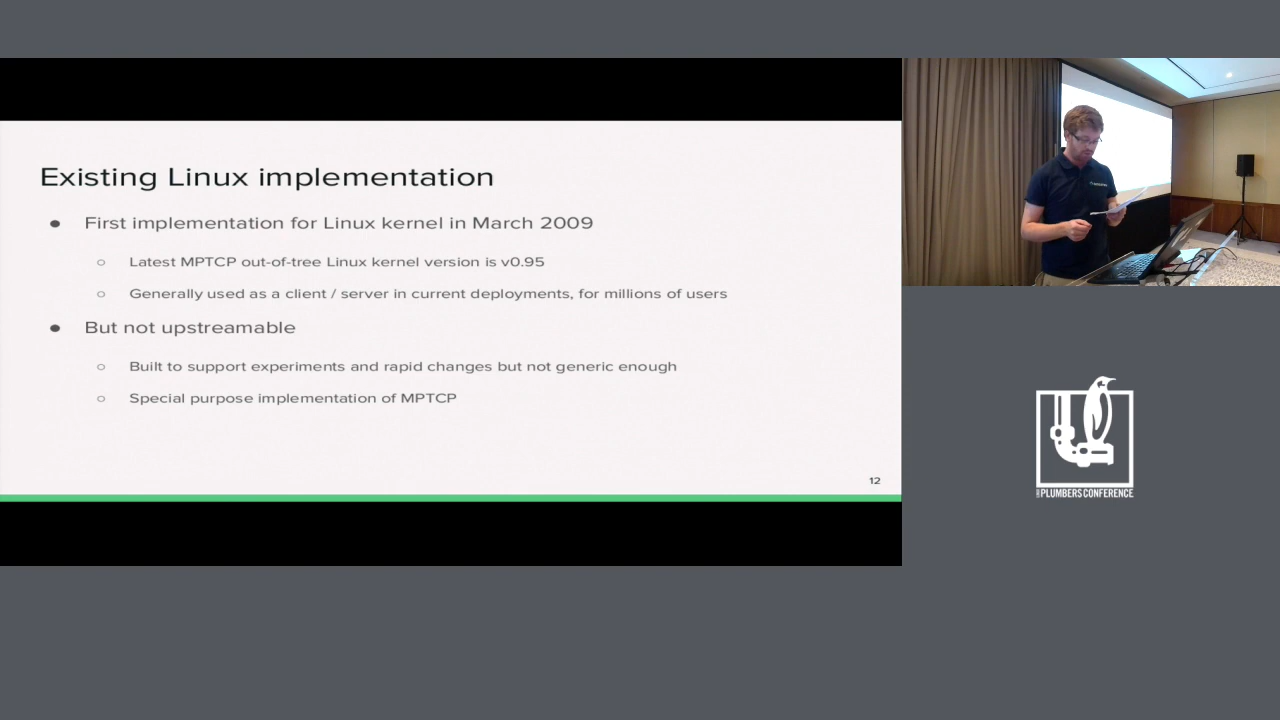 Existing Linux implementation
● First implementation for Linux kernel in March 2009
○ Latest MPTCP out-of-tree Linux kernel version is v0.95
○ Generally used as a client / server in current deployments, for millions of users
● But not upstreamable
○ Built to support experiments and rapid changes but not generic enough
○ Special purpose implementation of MPTCP
12
PLUMBERS CONFERENCE